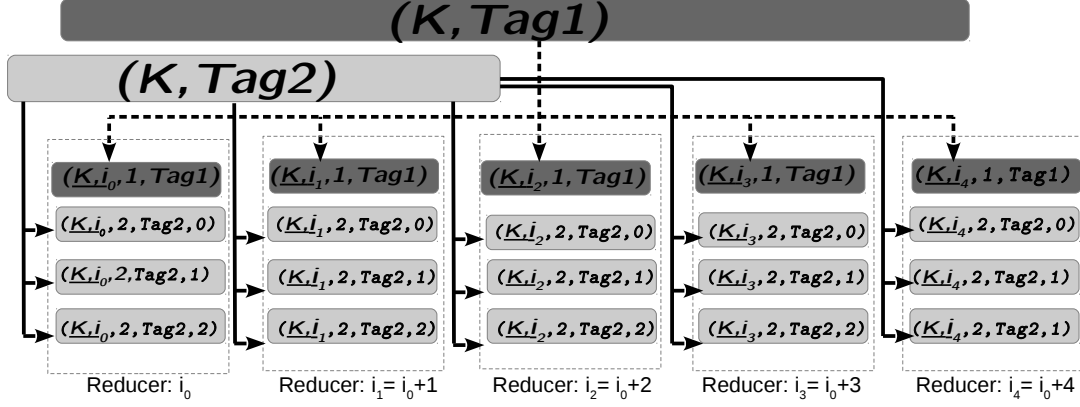 (K,Tag1)
(K,Tag2)
(K,i₀,1,Tag1)
(K,i₁,1,Tag1)
(K,i₂,1,Tag1)
(K,i₃,1,Tag1)
(K,i₄,1,Tag1)
(K,i₀,2,Tag2,0)
(K,i₁,2,Tag2,0)
(K,i₂,2,Tag2,0)
(K,i₃,2,Tag2,0)
(K,i₄,2,Tag2,0)
(K,i₀,2,Tag2,1)
(K,i₁,2,Tag2,1)
(K,i₂,2,Tag2,1)
(K,i₃,2,Tag2,1)
(K,i₄,2,Tag2,1)
(K,i₀,2,Tag2,2)
(K,i₁,2,Tag2,2)
(K,i₂,2,Tag2,2)
(K,i₃,2,Tag2,2)
(K,i₄,2,Tag2,1)
Reducer: i₀
Reducer: i₁= i₀+1
Reducer: i₂= i₀+2
Reducer: i₃= i₀+3
Reducer: i₄= i₀+4